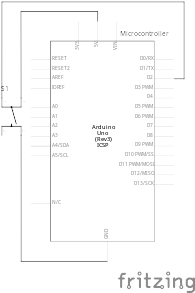 Microcontroller
3V3
5V
VIN
RESET
RESET2
AREF
IOREF
A0
A1
A2
A3
A4/SDA
A5/SCL
N/C
D0/RX
D1/TX
D2
D3 PWM
D4
D5 PWM
D6 PWM
D7
D8
D9 PWM
D10 PWM/SS
D11 PWM/MOSI
D12/MISO
D13/SCK
Arduino
Uno
(Rev3)
ICSP
S1
GND
fritzing